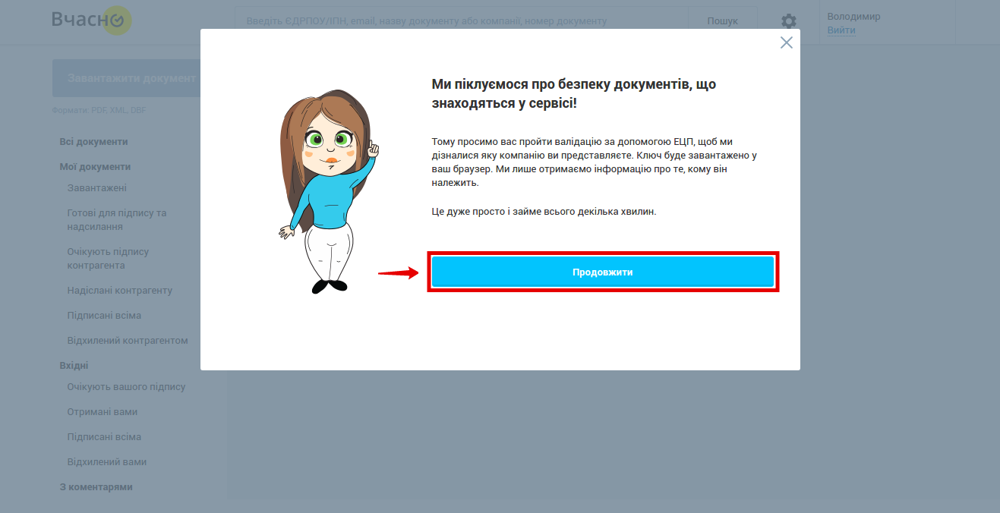 Вчасно
Введіть ЄДРПОУ/ІПН, email, назву документу або компанії, номер документу
Пошук
Володимир
Вийти
Завантажити документ
Формати: PDF, XML, DBF
Всі документи
Мої документи
Завантажені
Готові для підпису та
надсилання
Очікують підпису
контрагента
Надіслані контрагенту
Підписані всіма
Відхилений контрагентом
Вхідні
Очікують вашого підпису
Отримані вами
Підписані всіма
Відхилений вами
З коментарями
Ми піклуємося про безпеку документів, що
знаходяться у сервісі!
Тому просимо вас пройти валідацію за допомогою ЕЦП, щоб ми
дізналися яку компанію ви представляєте. Ключ буде завантажено у
ваш браузер. Ми лише отримаємо інформацію про те, кому він
належить.
Це дуже просто і займе всього декілька хвилин.
Продовжити